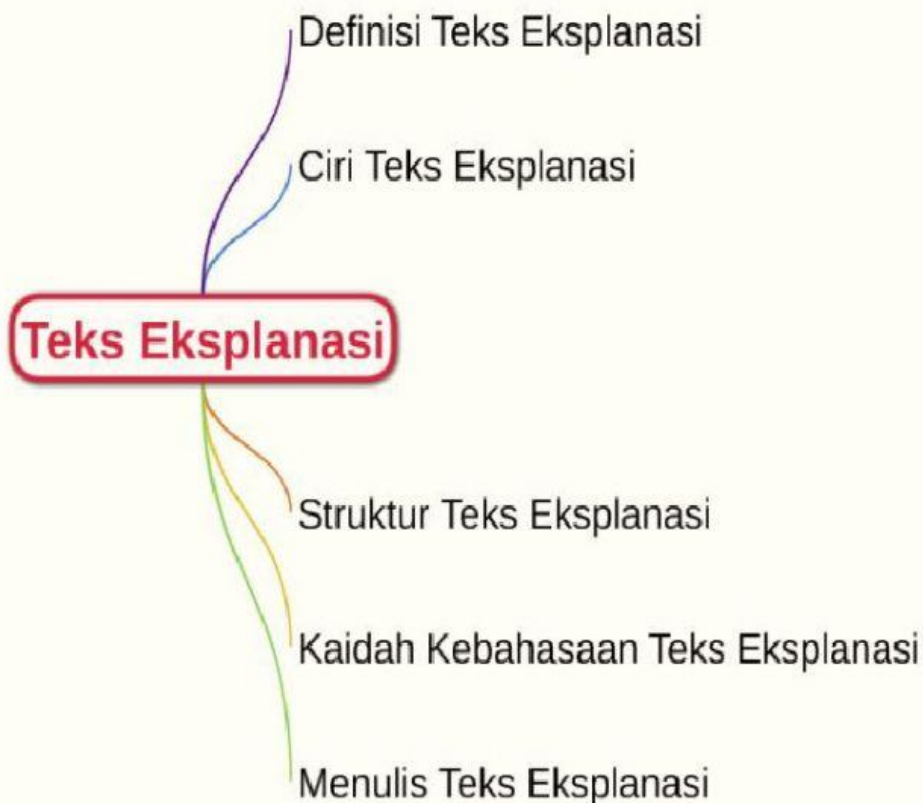 Definisi Teks Eksplanasi
Ciri Teks Eksplanasi
Teks Eksplanasi
Struktur Teks Eksplanasi
Kaidah Kebahasaan Teks Eksplanasi
Menulis Teks Eksplanasi